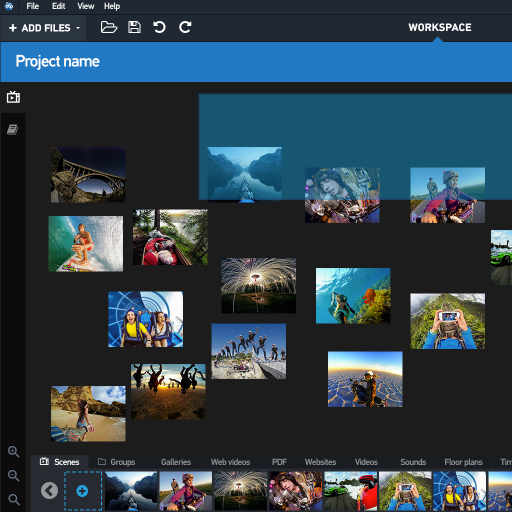 File Edit View Help
+ ADD FILES
WORKSPACE
Project name
Scenes Groups Galleries Web videos PDF Websites Videos Sounds Floor plans Tim